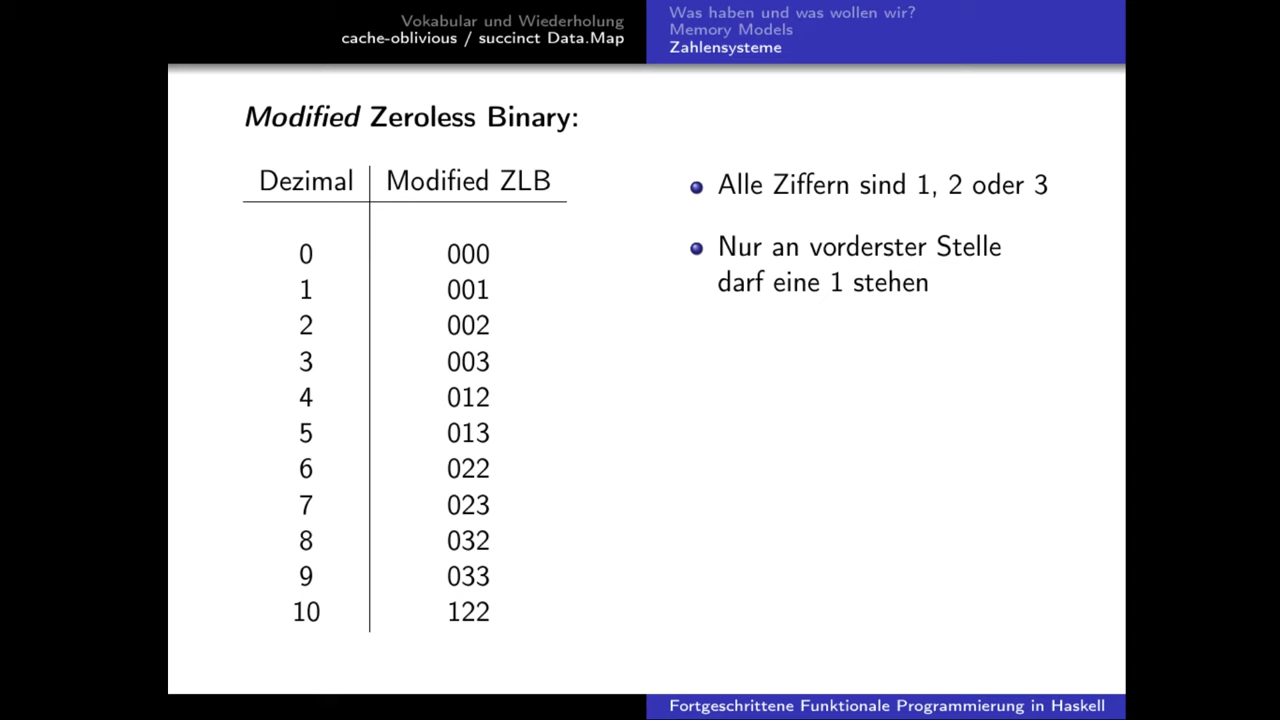 Vokabular und Wiederholung
cache-oblivious / succinct Data.Map
Was haben und was wollen wir?
Memory Models
Zahlensysteme
Modified Zeroless Binary:
Dezimal Modified ZLB
0 000
1 001
2 002
3 003
4 012
5 013
6 022
7 023
8 032
9 033
10 122
Alle Ziffern sind 1, 2 oder 3
Nur an vorderster Stelle
darf eine 1 stehen
Fortgeschrittene Funktionale Programmierung in Haskell